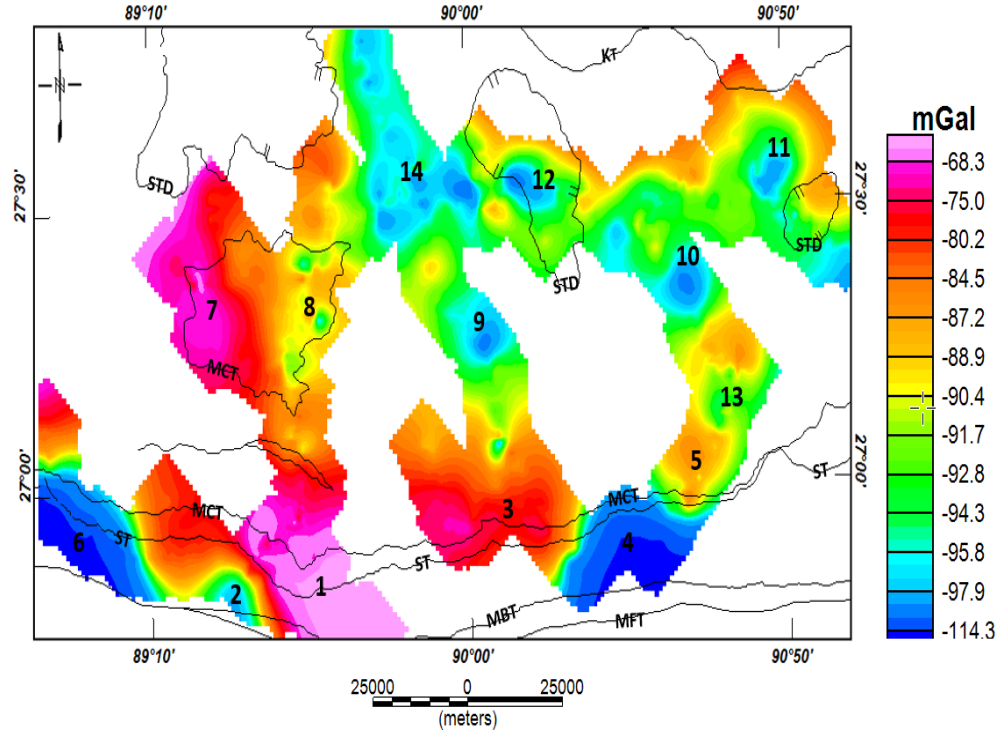 89°10' 90°00' 90°50'
N
KT
mGal
-68.3
-75.0
-80.2
-84.5
-87.2
-88.9
-90.4
-91.7
-92.8
-94.3
-95.8
-97.9
-114.3
11
14
12
STD
27°30'
27°30'
STD
10
STD
7
8
9
MCT
13
5
27°00'
27°00'
ST
MCT
MCT
3
6
ST
4
ST
1
2
MBT
MFT
89°10' 90°00' 90°50'
25000 0 25000
(meters)